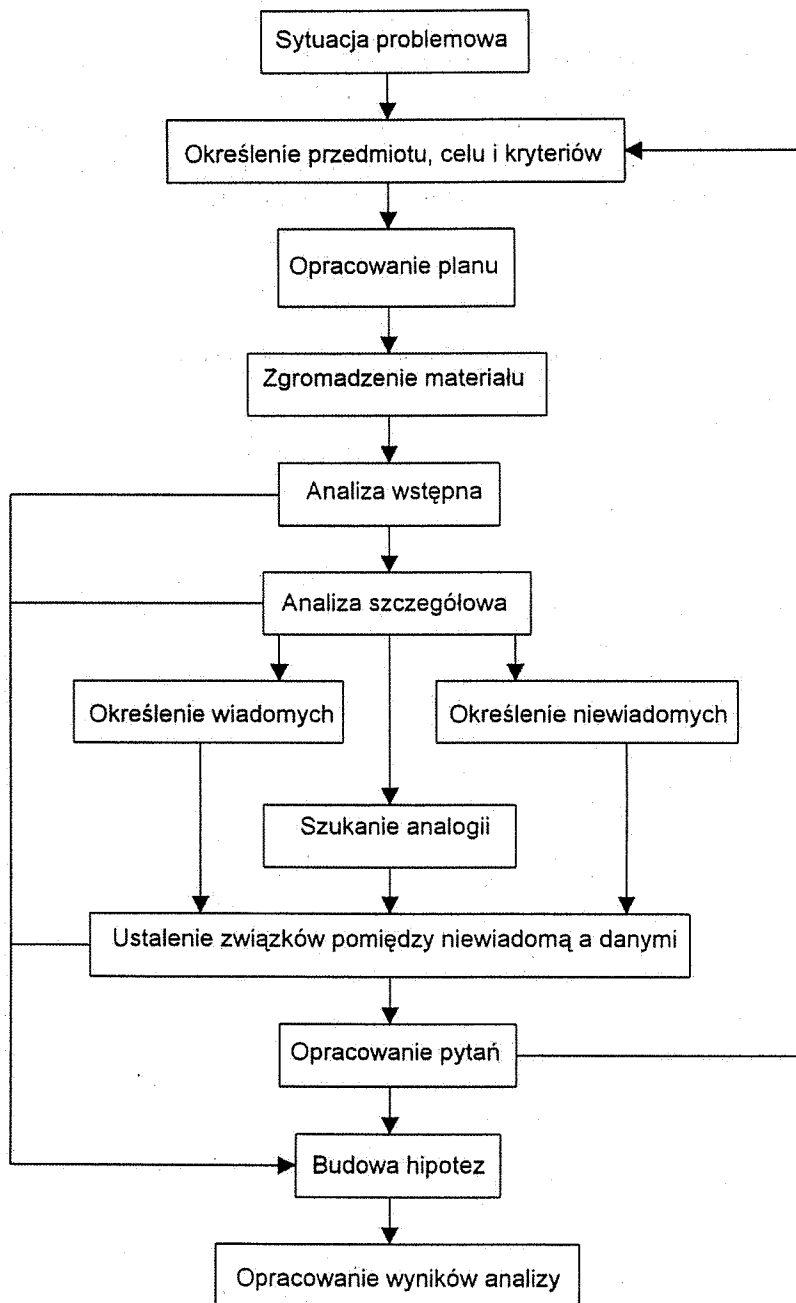 Sytuacja problemowa
Określenie przedmiotu, celu i kryteriów
Opracowanie planu
Zgromadzenie materiału
Analiza wstępna
Analiza szczegółowa
Określenie wiadomych
Określenie niewiadomych
Szukanie analogii
Ustalenie związków pomiędzy niewiadomą a danymi
Opracowanie pytań
Budowa hipotez
Opracowanie wyników analizy